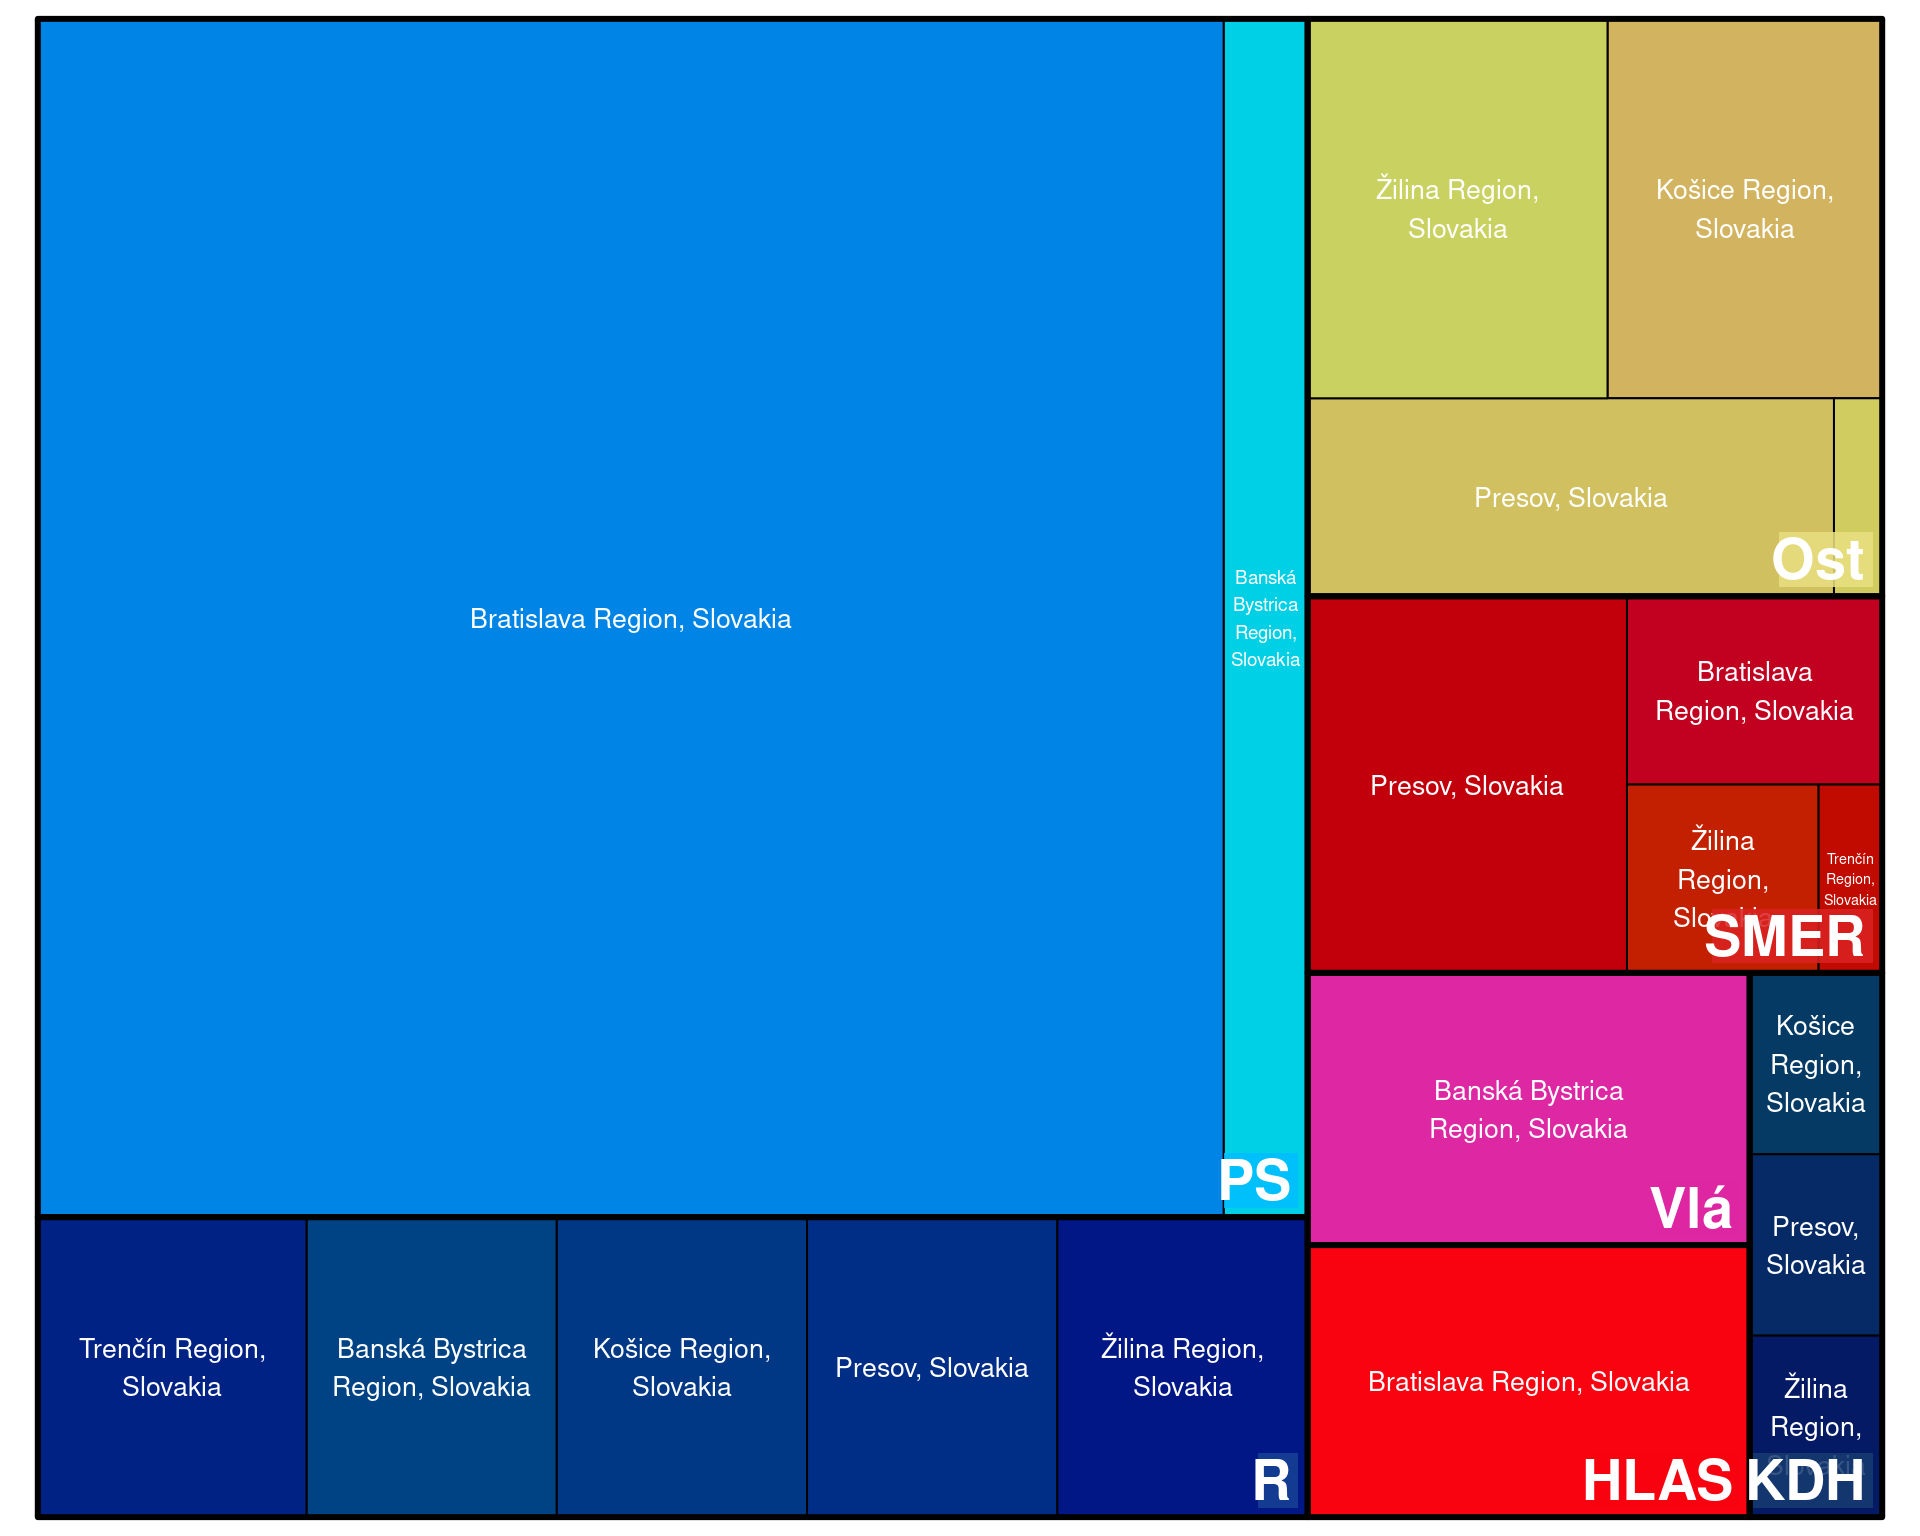 Bratislava Region, Slovakia
Banská
Bystrica
Region,
Slovakia
PS
Trenčín Region,
Slovakia
Banská Bystrica
Region, Slovakia
Košice Region,
Slovakia
Presov, Slovakia
Žilina Region,
Slovakia
R
Žilina Region,
Slovakia
Košice Region,
Slovakia
Presov, Slovakia
Ost
Presov, Slovakia
Bratislava
Region, Slovakia
Žilina
Region,
Slovakia
Trenčín
Region,
Slovakia
SMER
Banská Bystrica
Region, Slovakia
Vlá
Bratislava Region, Slovakia
HLAS
Košice
Region,
Slovakia
Presov,
Slovakia
Žilina
Region,
Slovakia
KDH